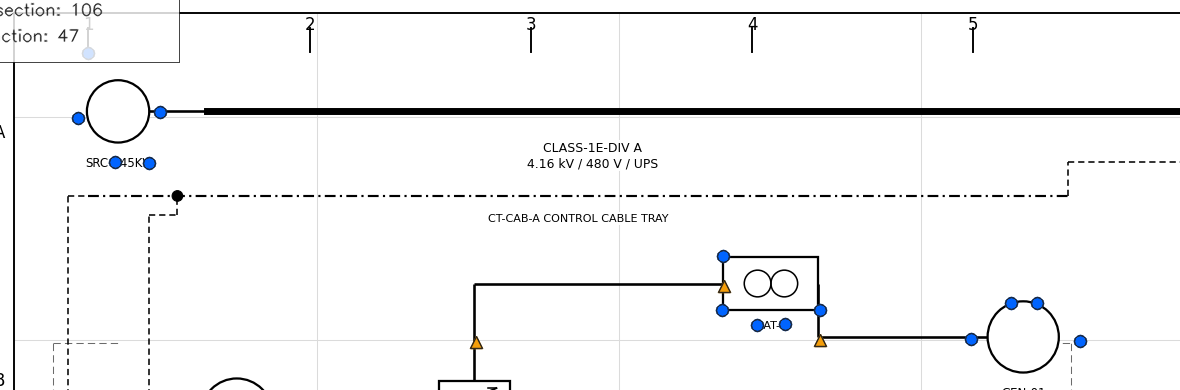 section: 106
ction: 47
1
2
3
4
5
A
CLASS-1E-DIV A
4.16 kV / 480 V / UPS
CT-CAB-A CONTROL CABLE TRAY
B